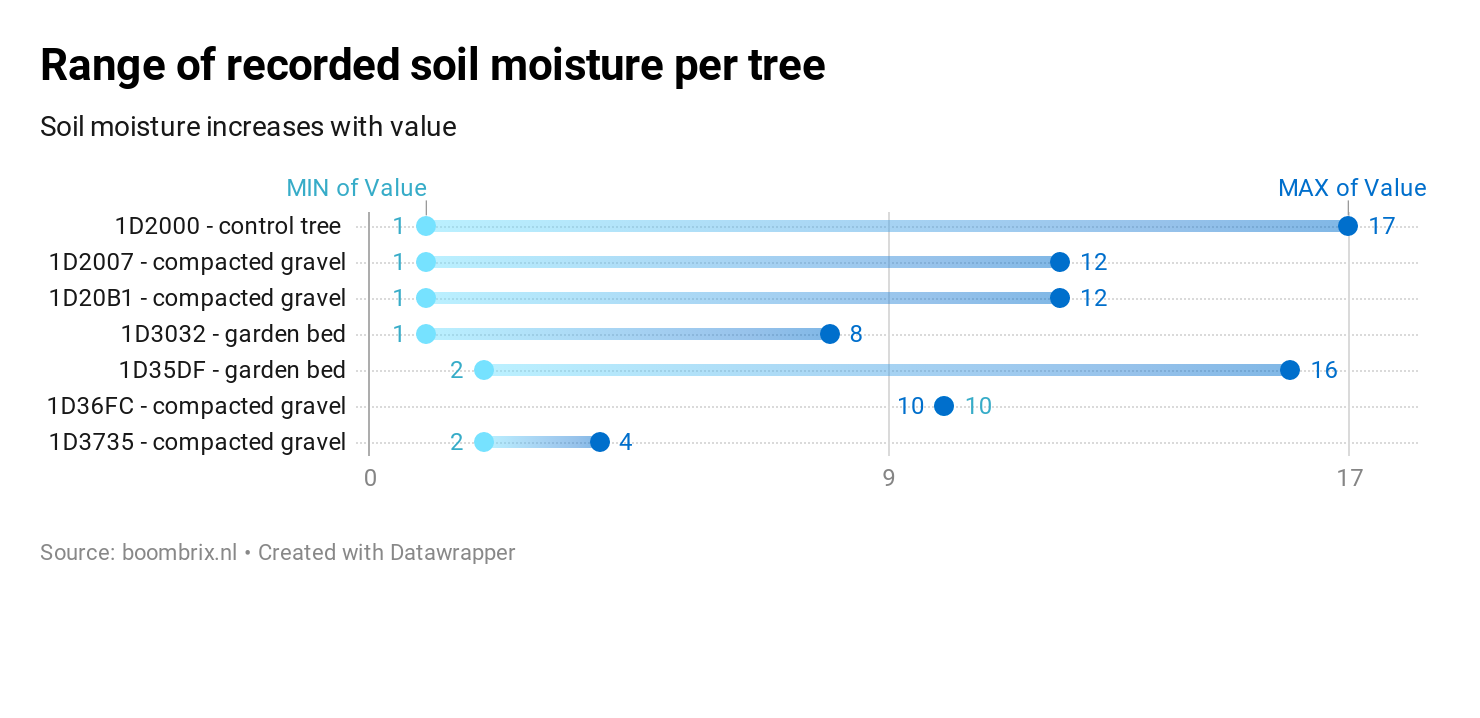 Range of recorded soil moisture per tree
Soil moisture increases with value
MIN of Value MAX of Value
1D2000 - control tree 1 17
1D2007 - compacted gravel 1 12
1D20B1 - compacted gravel 1 12
1D3032 - garden bed 1 8
1D35DF - garden bed 2 16
1D36FC - compacted gravel 10 10
1D3735 - compacted gravel 2 4
0 9 17
Source: boombrix.nl • Created with Datawrapper